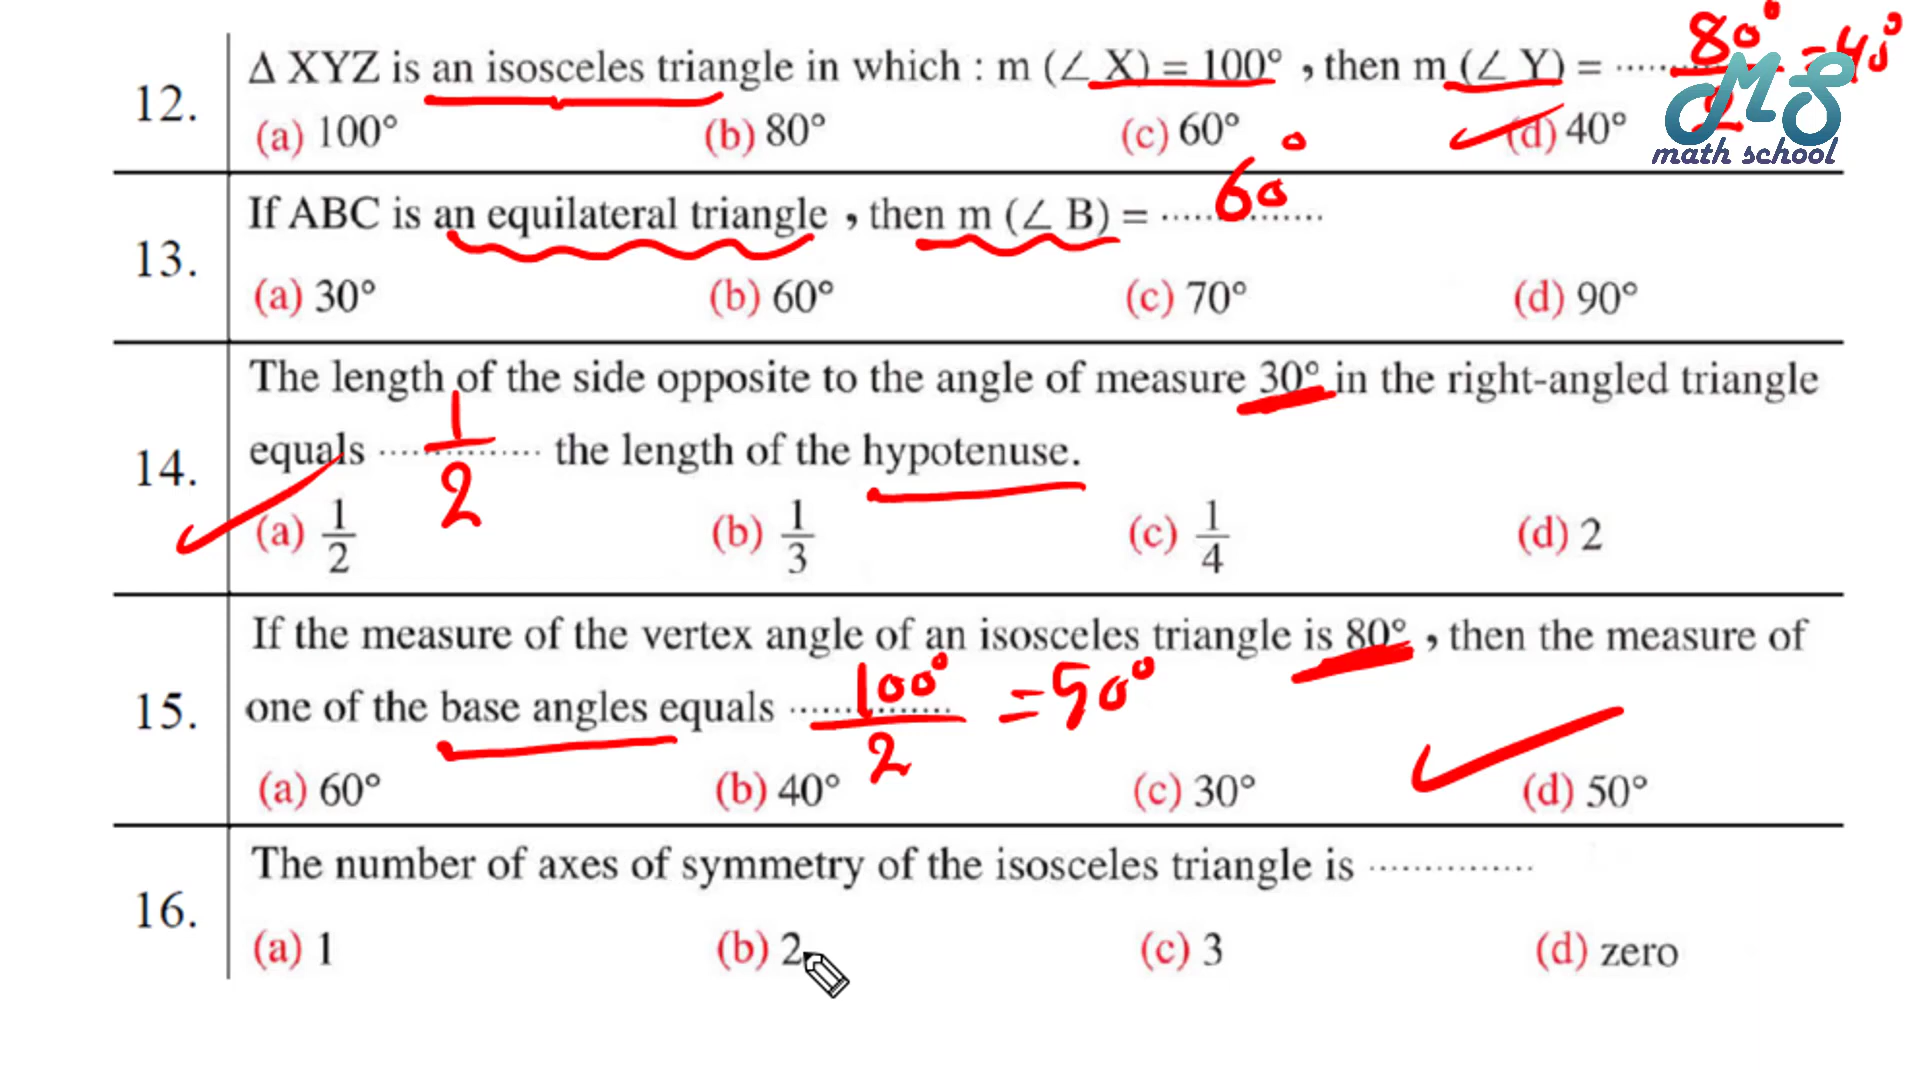 12. Δ XYZ is an isosceles triangle in which : m (∠ X) = 100° , then m (∠ Y) = ........ 80°/2 = 40°
(a) 100° (b) 80° (c) 60° (d) 40°
MS
math school
13. If ABC is an equilateral triangle , then m (∠ B) = ........ 60°
(a) 30° (b) 60° (c) 70° (d) 90°
14. The length of the side opposite to the angle of measure 30° in the right-angled triangle
equals ........ 1/2 the length of the hypotenuse.
(a) 1/2 (b) 1/3 (c) 1/4 (d) 2
15. If the measure of the vertex angle of an isosceles triangle is 80° , then the measure of
one of the base angles equals ........ 100°/2 = 50°
(a) 60° (b) 40° (c) 30° (d) 50°
16. The number of axes of symmetry of the isosceles triangle is ........
(a) 1 (b) 2 (c) 3 (d) zero